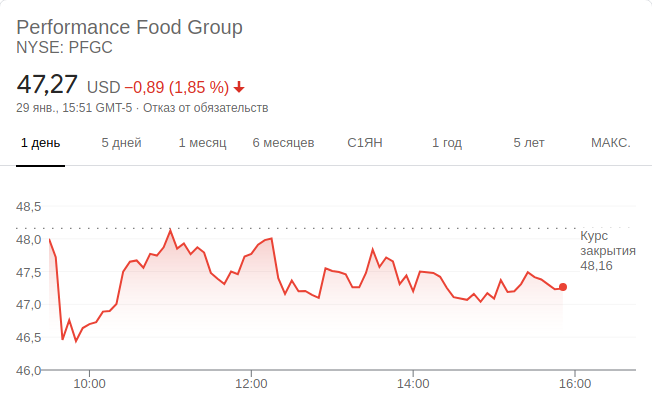 Performance Food Group
NYSE: PFGC
47,27 USD −0,89 (1,85 %)
29 янв., 15:51 GMT-5 · Отказ от обязательств
1 день 5 дней 1 месяц 6 месяцев С1ЯН 1 год 5 лет МАКС.
48,5
48,0
47,5
47,0
46,5
46,0
Курс
закрытия
48,16
10:00 12:00 14:00 16:00